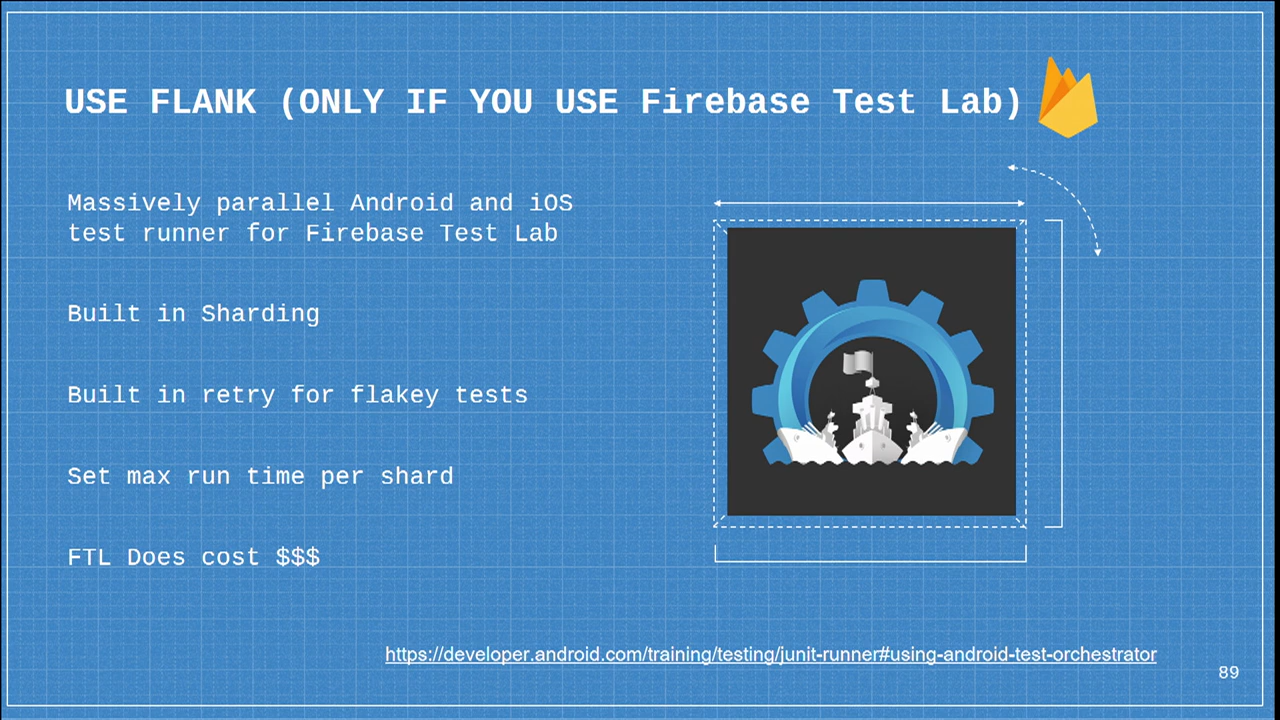 USE FLANK (ONLY IF YOU USE Firebase Test Lab)
Massively parallel Android and iOS
test runner for Firebase Test Lab
Built in Sharding
Built in retry for flakey tests
Set max run time per shard
FTL Does cost $$$
https://developer.android.com/training/testing/junit-runner#using-android-test-orchestrator
89